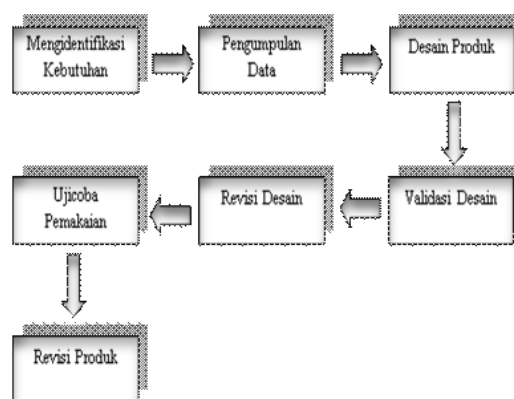 Mengidentifikasi
Kebutuhan
Pengumpulan
Data
Desain Produk
Validasi Desain
Revisi Desain
Ujicoba
Pemakaian
Revisi Produk